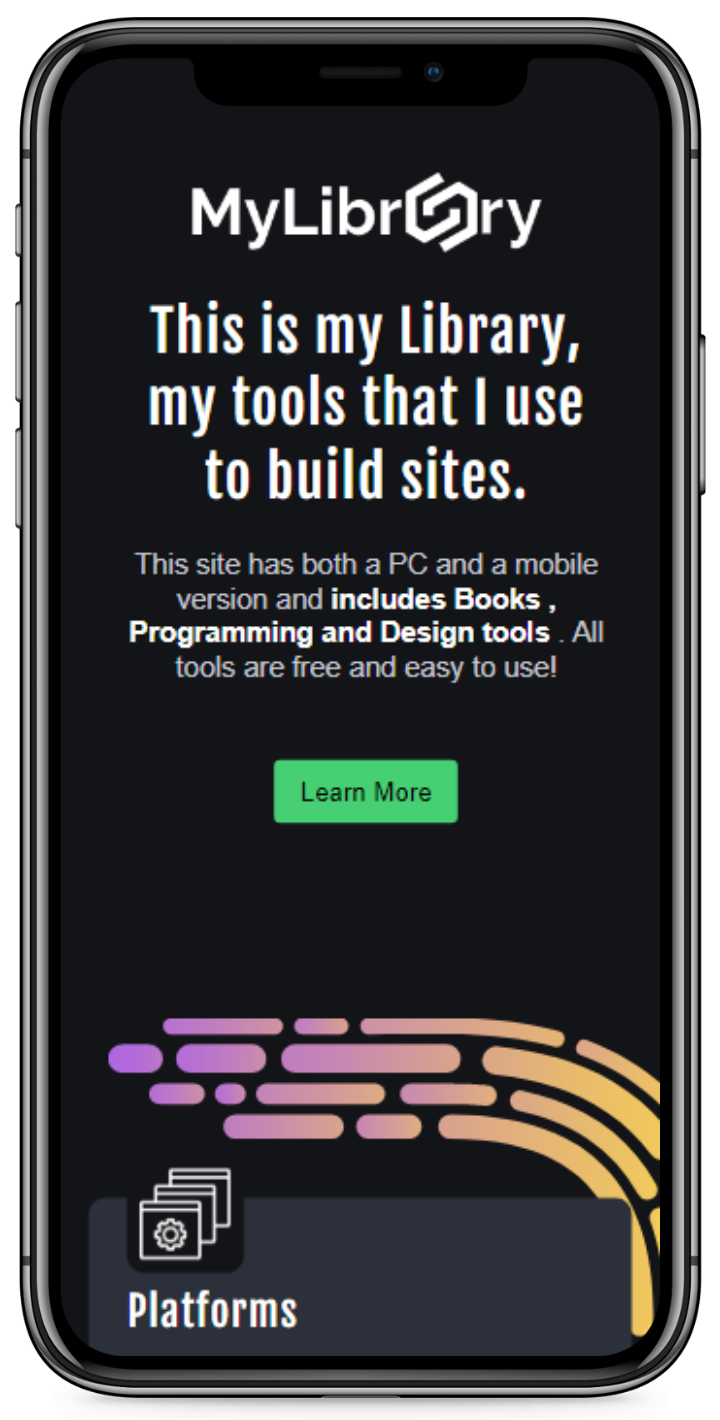 MyLibrary
This is my Library,
my tools that I use
to build sites.
This site has both a PC and a mobile
version and includes Books ,
Programming and Design tools . All
tools are free and easy to use!
Learn More
Platforms